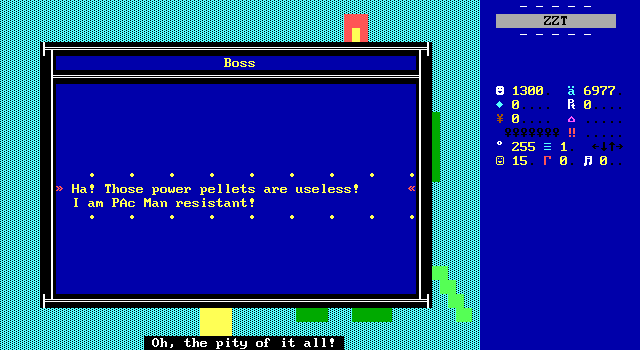 ZZT
Boss
1300 ä 6977
0 R 0
0
255 ≡ 1 ←↓↑→
15 0 0
» Ha! Those power pellets are useless! «
I am PAc Man resistant!
Oh, the pity of it all!